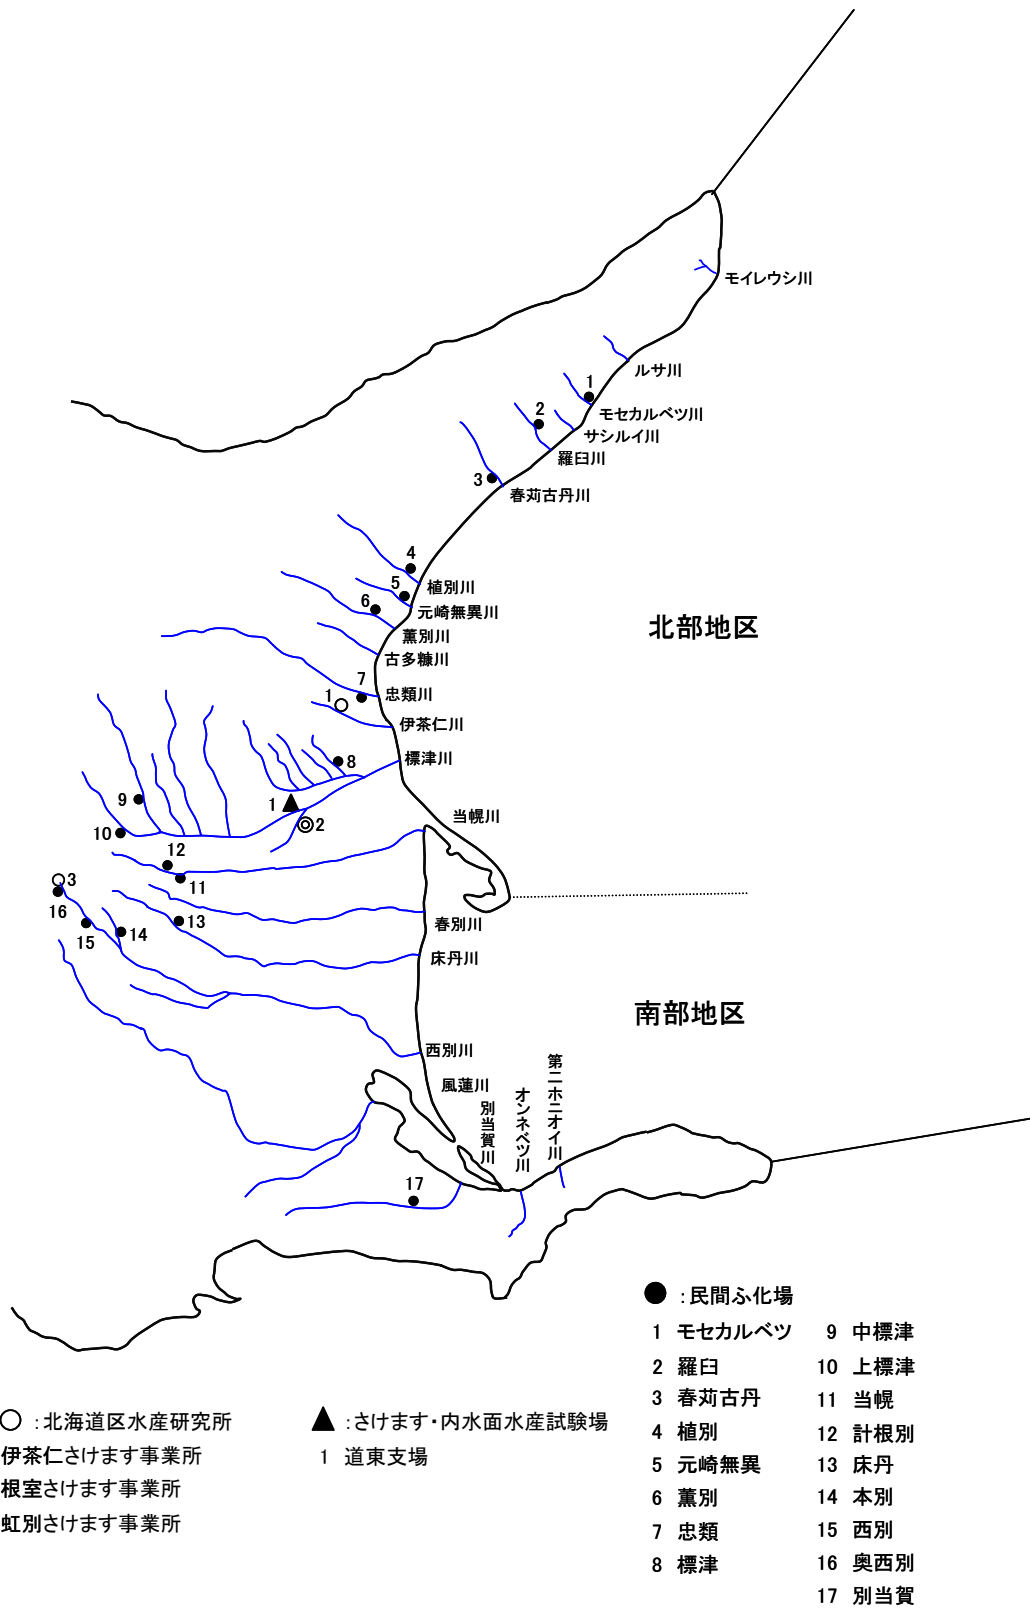 モイレウシ川
ルサ川
1
モセカルベツ川
2
サシルイ川
羅臼川
3
春苅古丹川
4
植別川
5
元崎無異川
6
薫別川
北部地区
古多糠川
7
忠類川
1
伊茶仁川
8
標津川
9
1
当幌川
10
2
12
11
3
16
13
春別川
15
14
床丹川
南部地区
西別川
風蓮川
別当賀川
オンネベツ川
第二ホニオイ川
17
●:民間ふ化場
1 モセカルベツ 9 中標津
2 羅臼 10 上標津
3 春苅古丹 11 当幌
4 植別 12 計根別
5 元崎無異 13 床丹
6 薫別 14 本別
7 忠類 15 西別
8 標津 16 奥西別
17 別当賀
○:北海道区水産研究所
伊茶仁さけます事業所
根室さけます事業所
虹別さけます事業所
▲:さけます・内水面水産試験場
1 道東支場